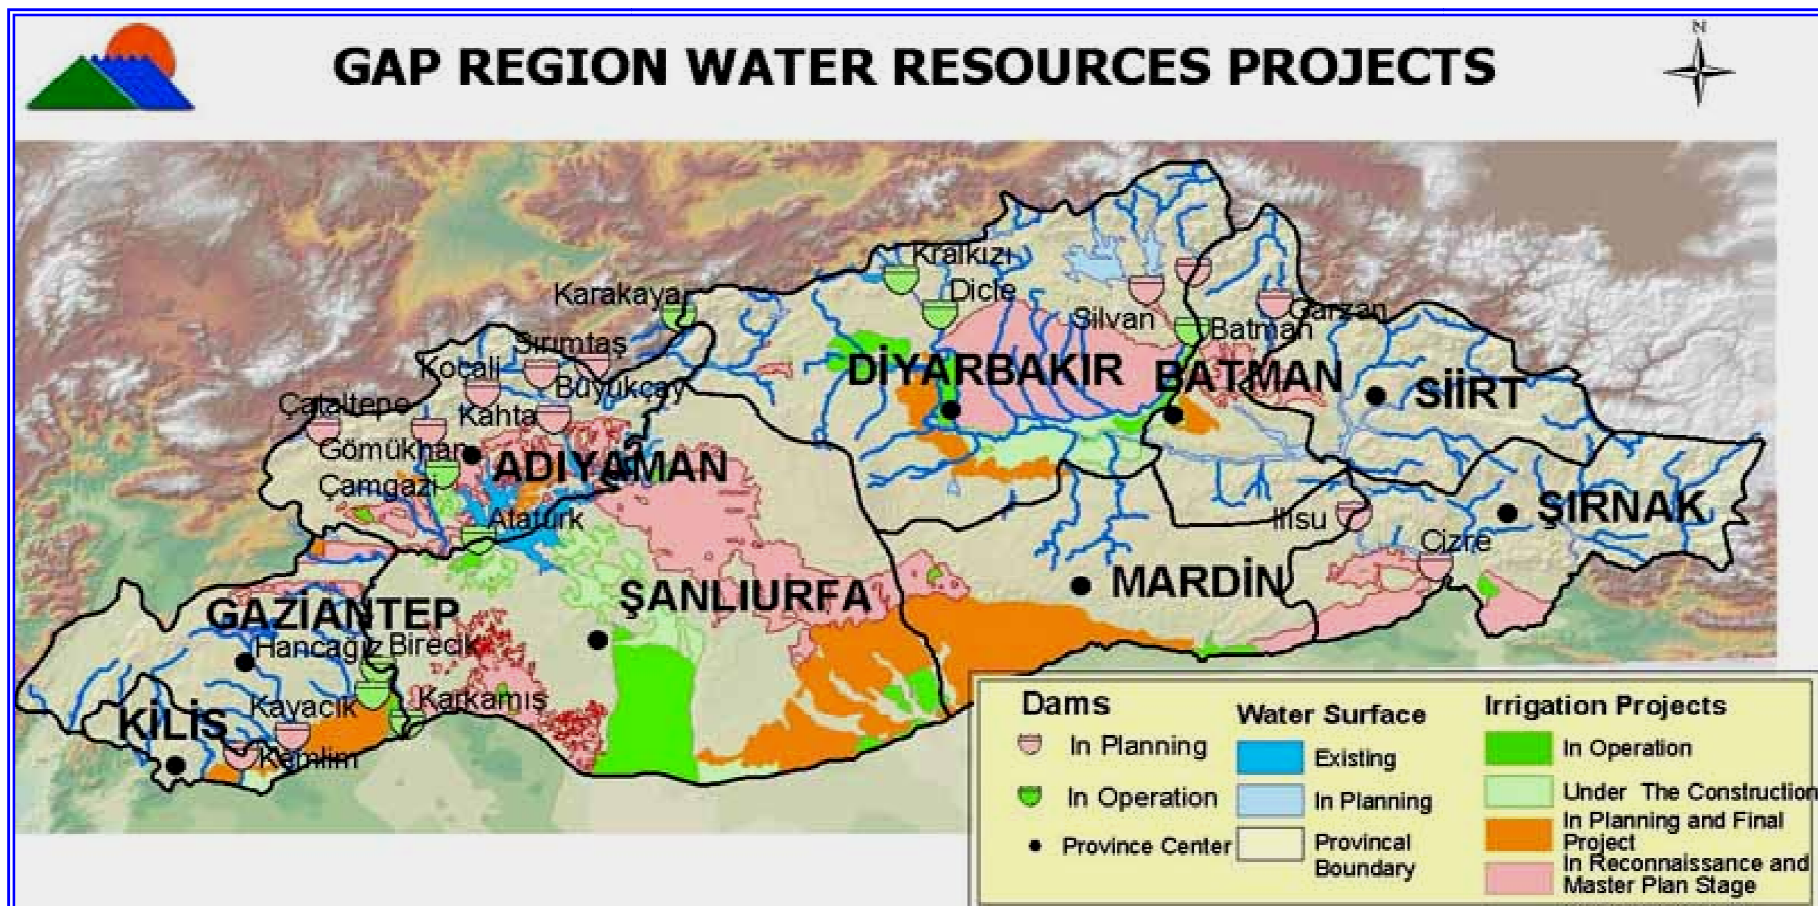 N
GAP REGION WATER RESOURCES PROJECTS
Kralkızı
Karakaya
Dicle
Silvan
Batman
Garzan
Sırımtaş
Koçali
Büyükçay
DİYARBAKIR
BATMAN
SİİRT
Çataltepe
Kahta
Gömükhan
ADIYAMAN
Çamgazi
Atatürk
Ilısu
ŞIRNAK
Cizre
GAZİANTEP
ŞANLIURFA
MARDİN
Hancağız
Birecik
Kayacık
Karkamış
KİLİS
Kemlim
Dams
In Planning
In Operation
Province Center
Water Surface
Existing
In Planning
Provincal
Boundary
Irrigation Projects
In Operation
Under The Construction
In Planning and Final
Project
In Reconnaissance and
Master Plan Stage